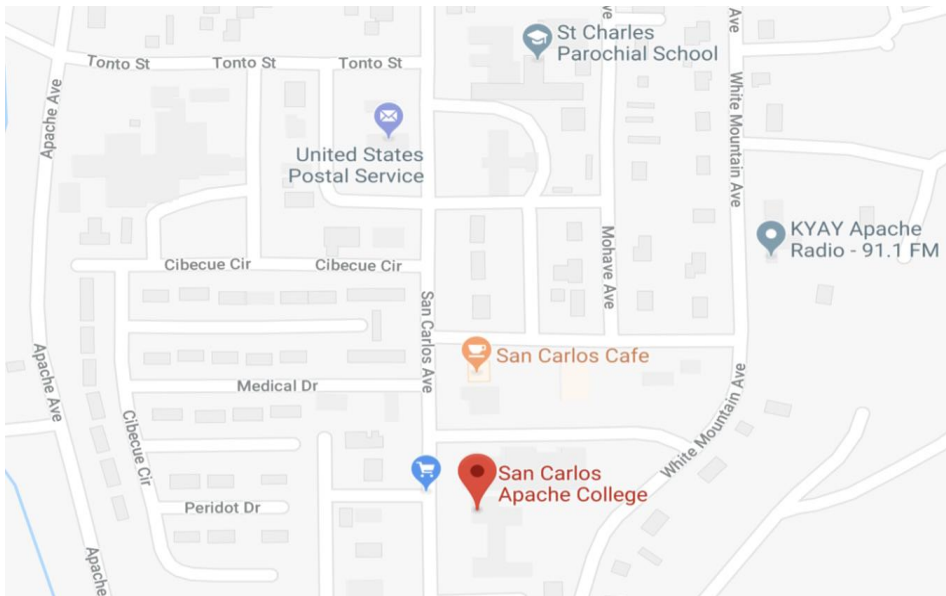 St Charles
Parochial School
Ave
Ave
Tonto St
Tonto St
Tonto St
Apache Ave
White Mountain Ave
United States
Postal Service
KYAY Apache
Radio - 91.1 FM
Mohave Ave
Cibecue Cir
Cibecue Cir
San Carlos Ave
San Carlos Cafe
Apache Ave
Medical Dr
White Mountain Ave
Cibecue Cir
San Carlos
Apache College
Peridot Dr
Apache